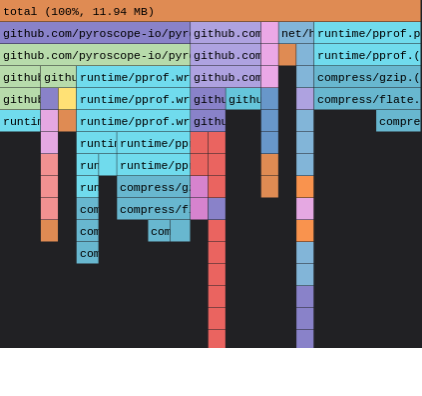 total (100%, 11.94 MB)
github.com/pyroscope-io/pyr github.com net/h runtime/pprof.p
github.com/pyroscope-io/pyr github.com runtime/pprof.(
github githu runtime/pprof.wr github.com compress/gzip.(
github runtime/pprof.wr githu githu compress/flate.
runtim runtime/pprof.wr githu compre
runtim runtime/pp
run runtime/pp
run compress/gz
com compress/f
com com
com